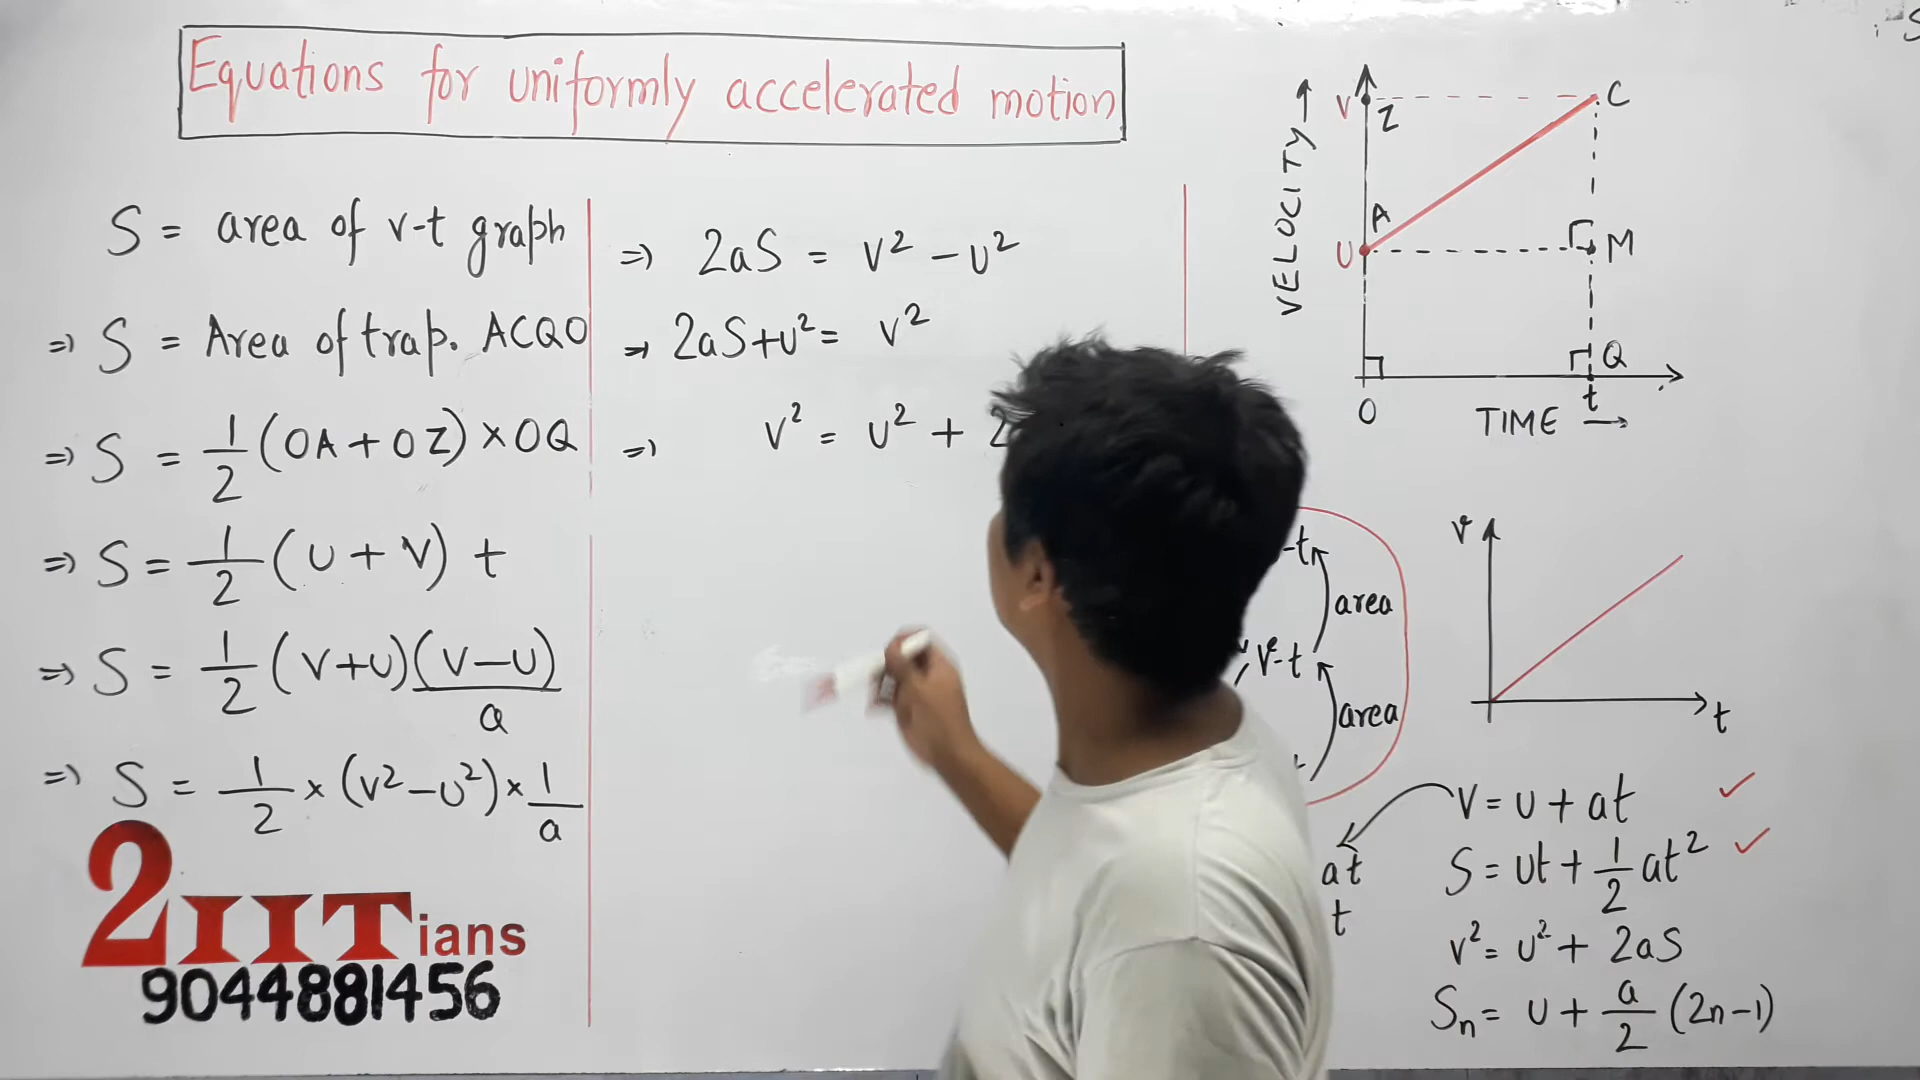 Equations for uniformly accelerated motion
S = area of v-t graph
⇒ S = Area of trap. ACQO
⇒ S = 1/2 (OA + OZ) × OQ
⇒ S = 1/2 (U + V) t
⇒ S = 1/2 (V+U) (V-U)/a
⇒ S = 1/2 × (V² - U²) × 1/a
⇒ 2aS = V² - U²
⇒ 2aS + U² = V²
⇒ V² = U² + 2
VELOCITY →
V Z C
A
U M
Q
O t
TIME →
-t
area
V-t
area
v
t
at
t
V = U + at ✓
S = Ut + 1/2 at² ✓
V² = U² + 2aS
Sn = U + a/2 (2n-1)
2IITians
9044881456